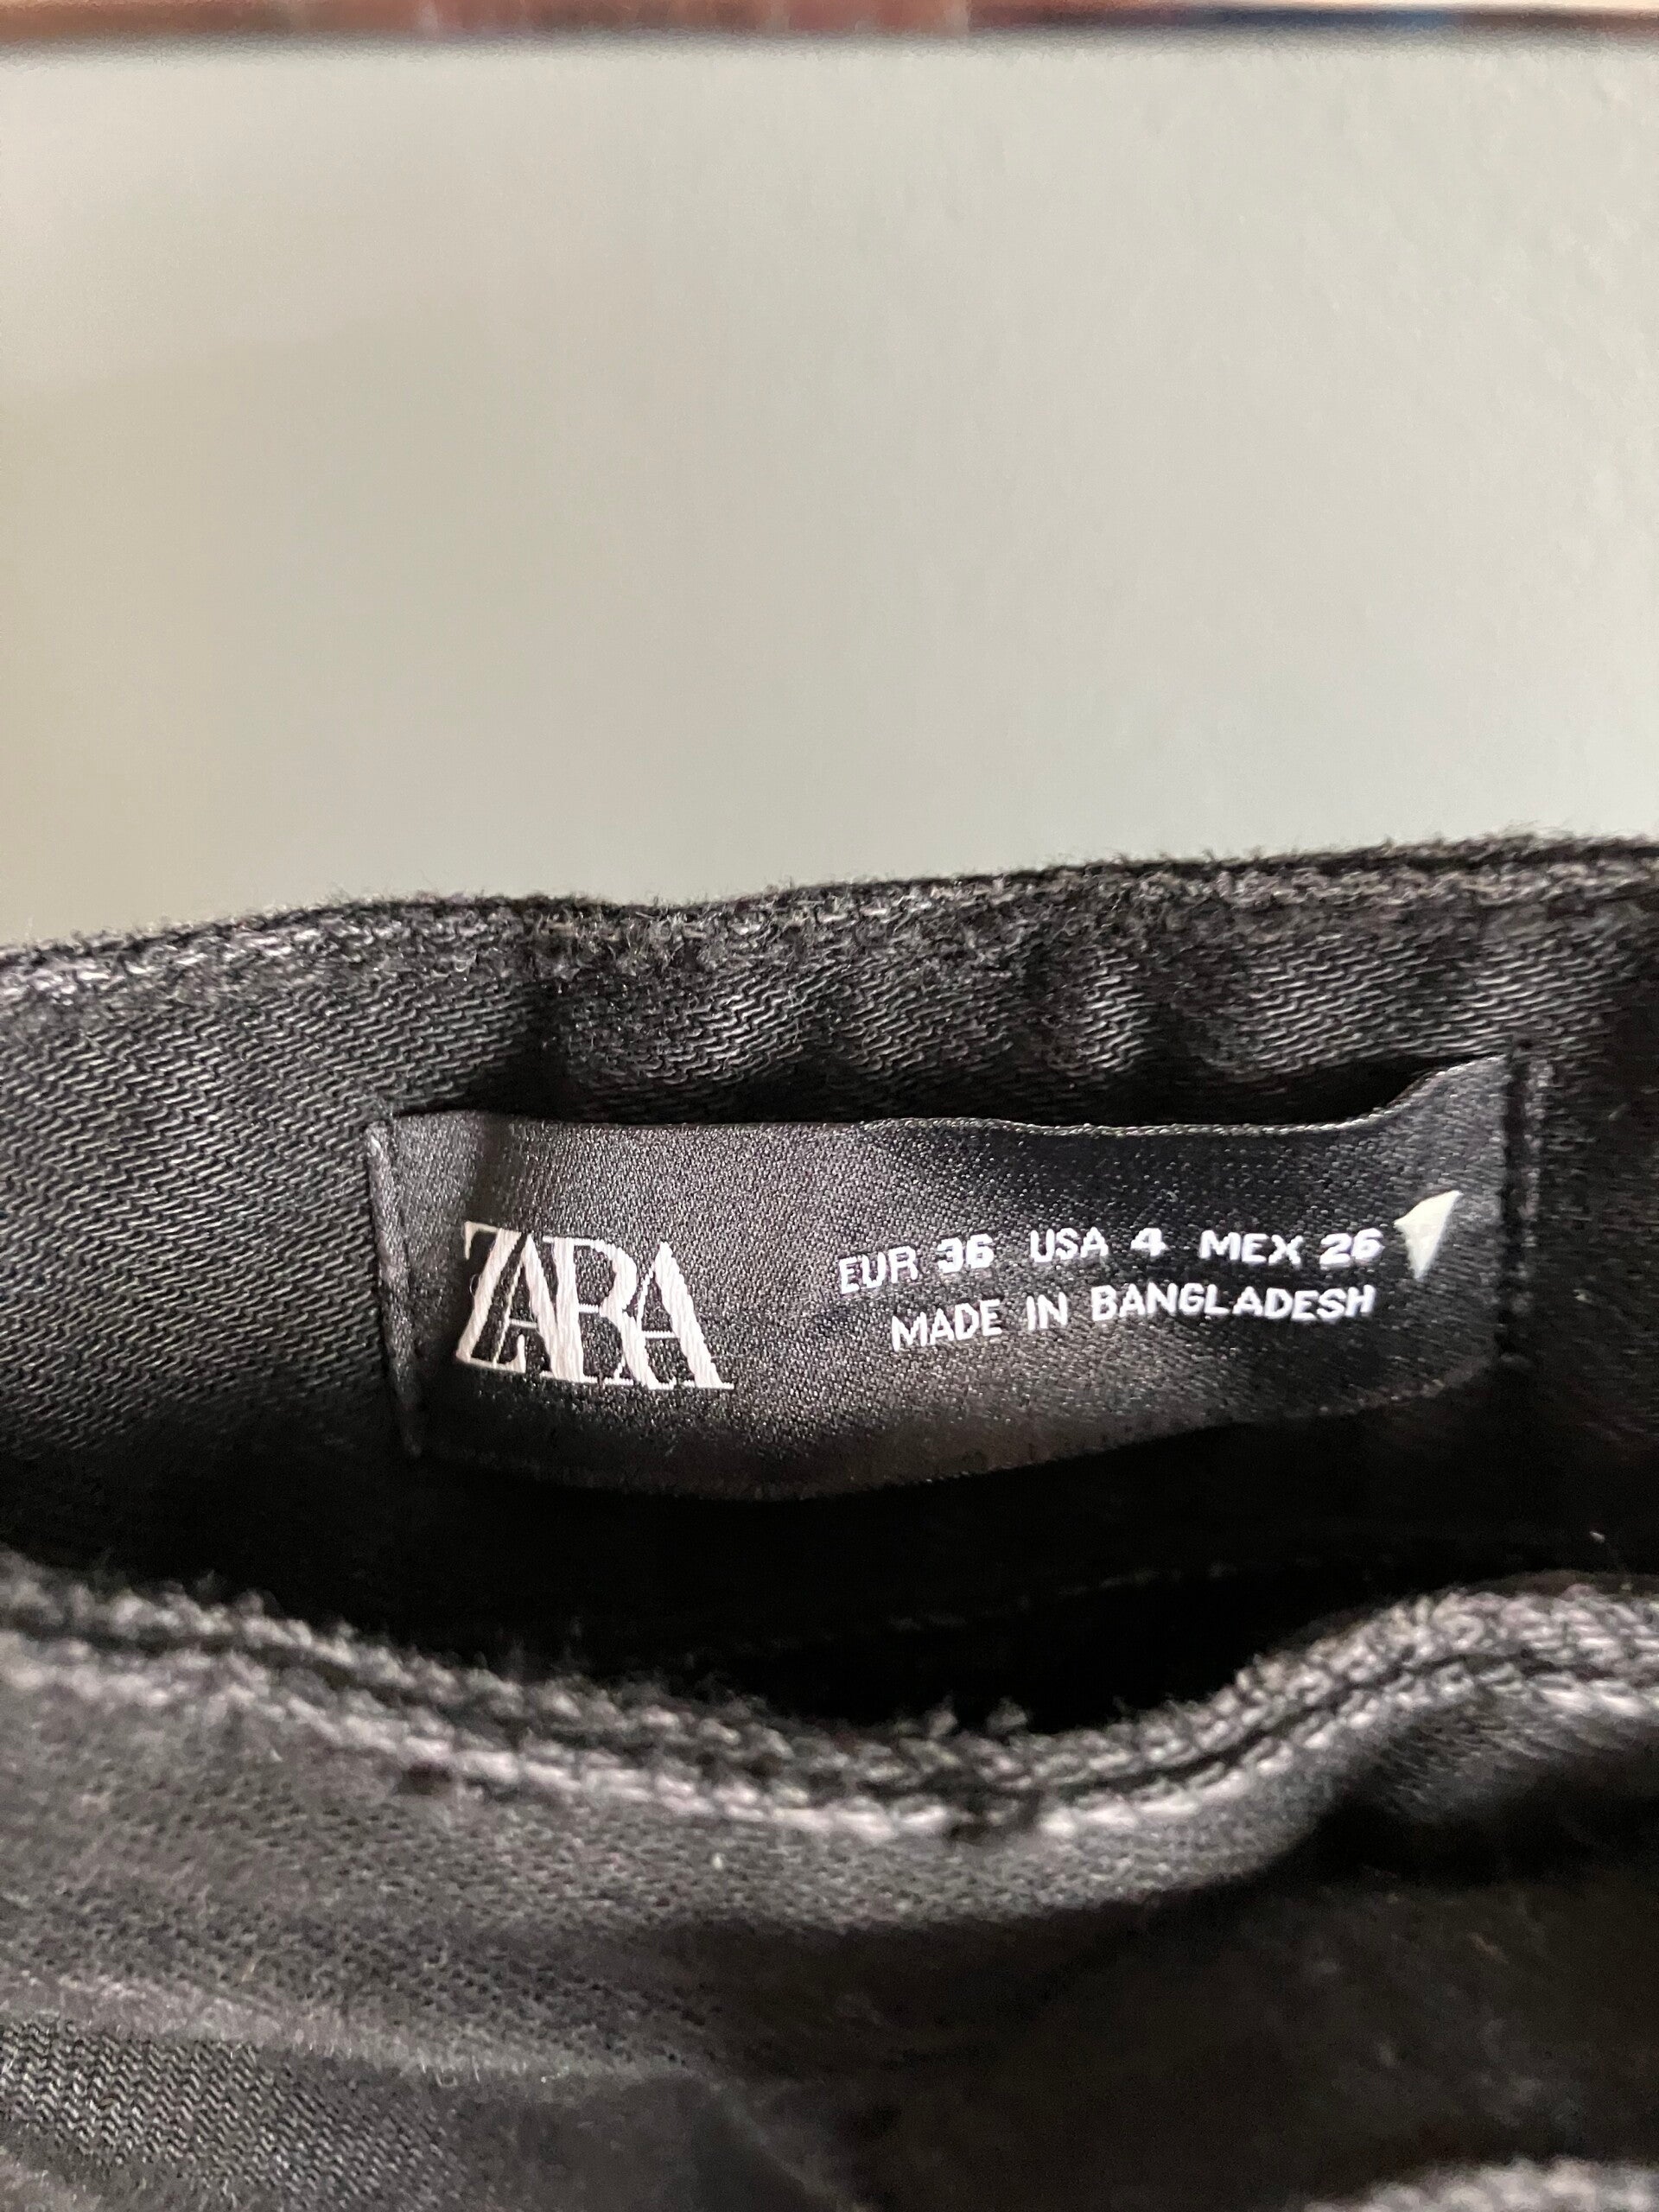 ZARA
EUR 36 USA 4 MEX 26
MADE IN BANGLADESH